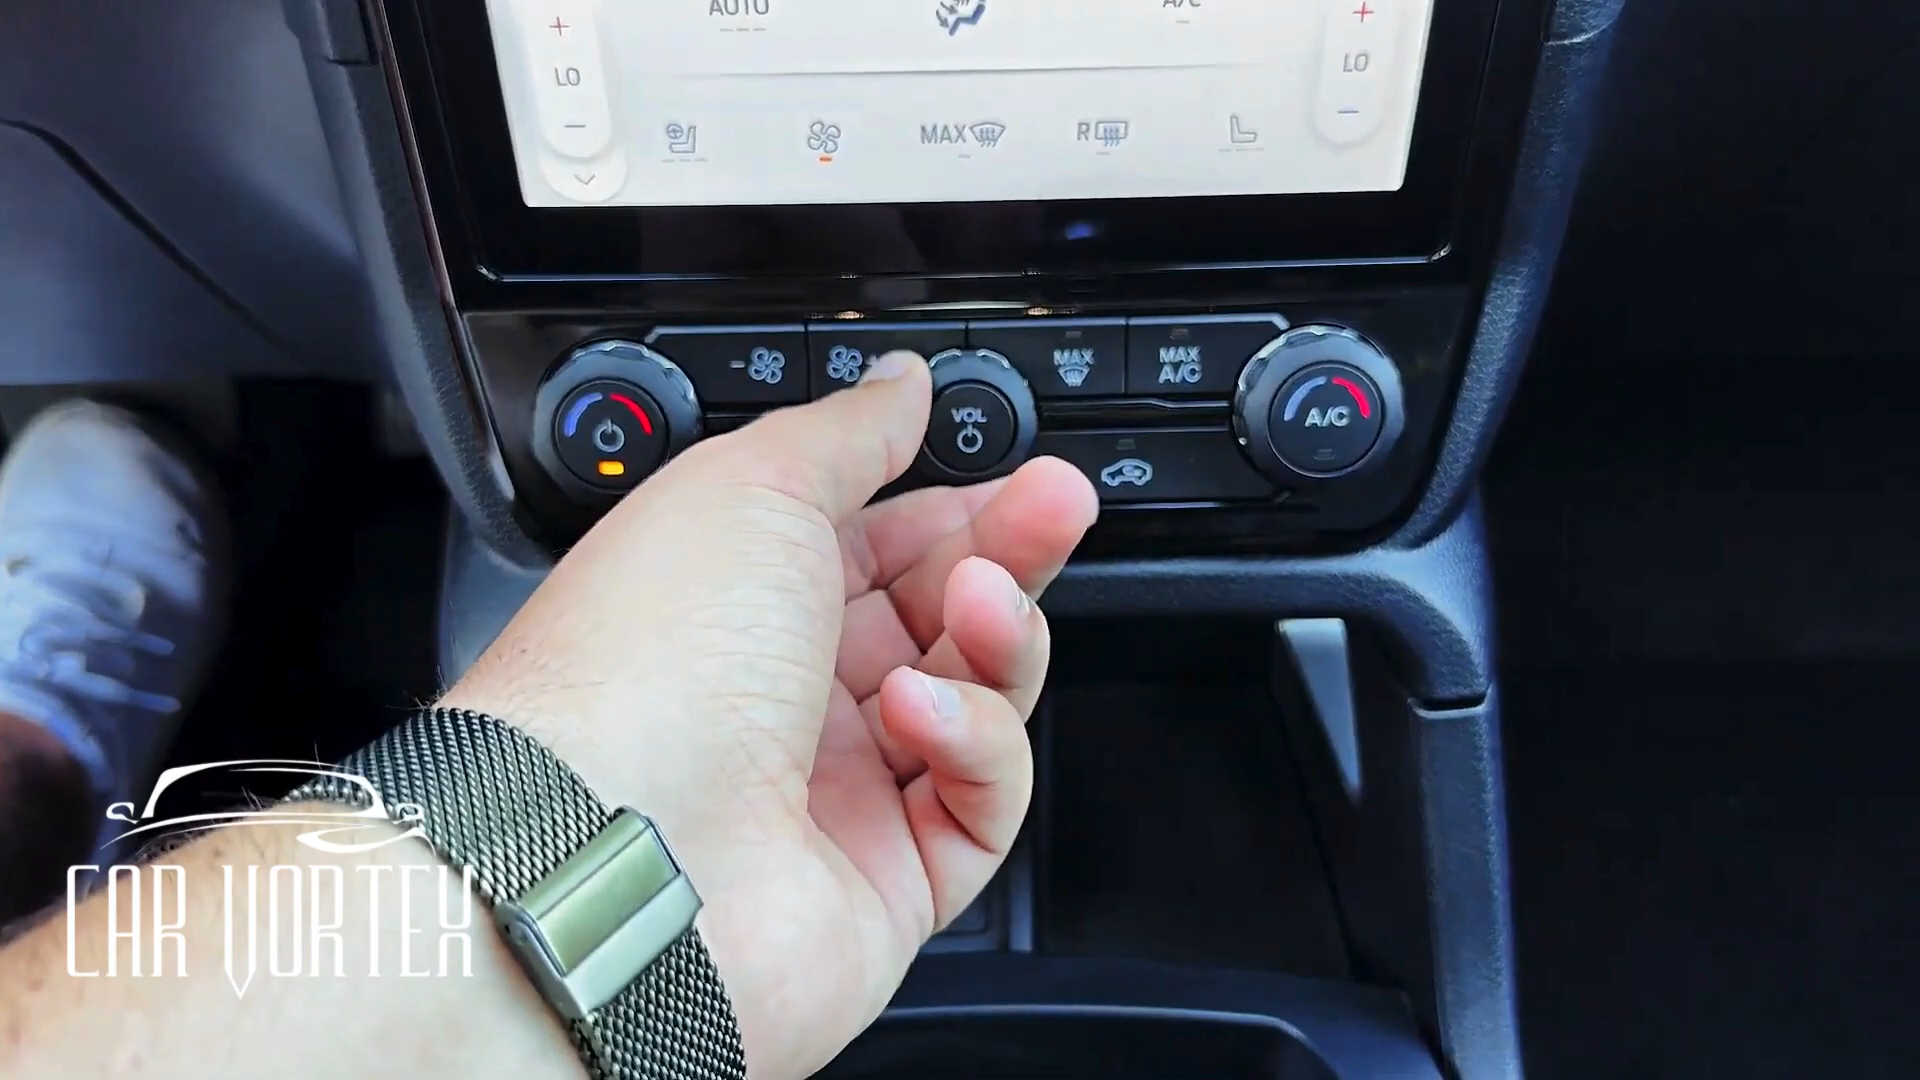 AUTO
A/C
+
LO
-
+
LO
-
MAX
R
-
+
MAX
MAX
A/C
VOL
A/C
CAR VORTEX